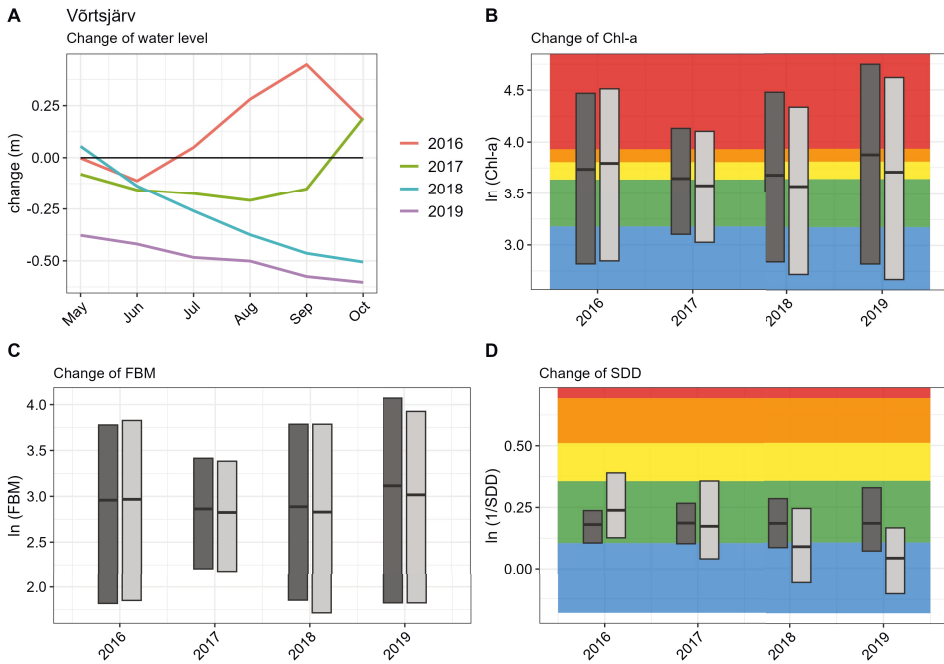 A
Võrtsjärv
Change of water level
change (m)
0.25
0.00
-0.25
-0.50
May
Jun
Jul
Aug
Sep
Oct
2016
2017
2018
2019
B
Change of Chl-a
ln (Chl-a)
4.5
4.0
3.5
3.0
2016
2017
2018
2019
C
Change of FBM
ln (FBM)
4.0
3.5
3.0
2.5
2.0
2016
2017
2018
2019
D
Change of SDD
ln (1/SDD)
0.50
0.25
0.00
2016
2017
2018
2019